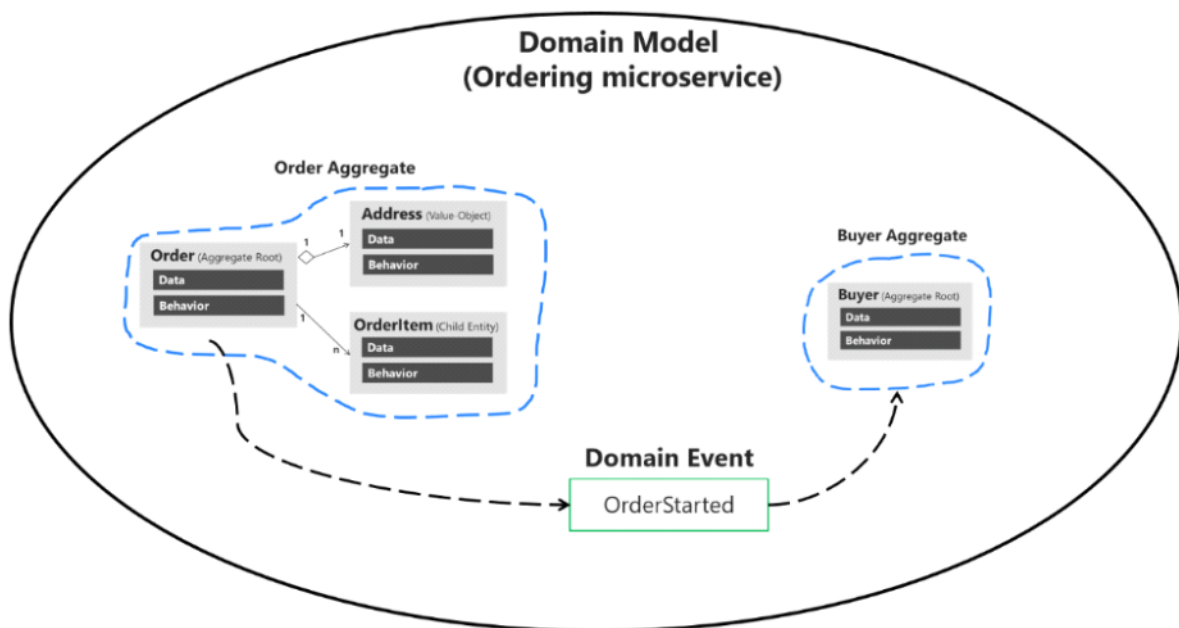 Domain Model
(Ordering microservice)
Order Aggregate
Address (Value-Object)
Data
Behavior
Order (Aggregate Root)
Data
Behavior
1
1
1
n
OrderItem (Child Entity)
Data
Behavior
Buyer Aggregate
Buyer (Aggregate Root)
Data
Behavior
Domain Event
OrderStarted